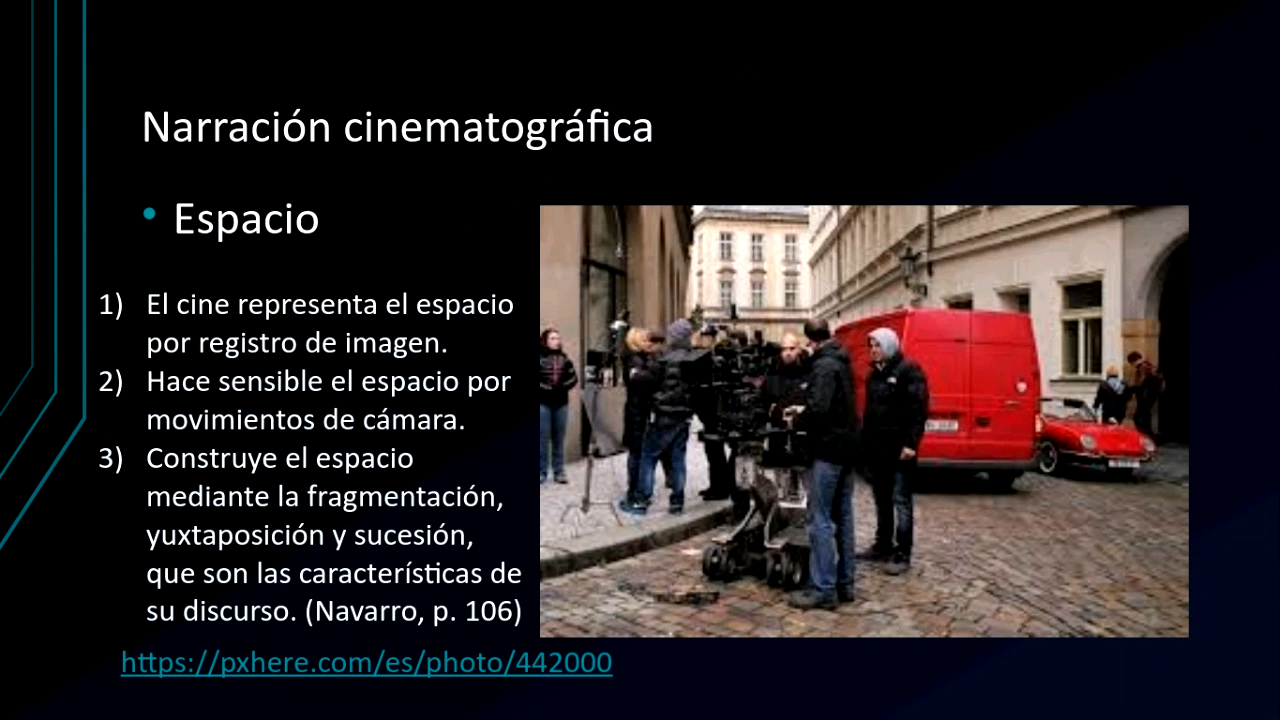 Narración cinematográfica
• Espacio
1) El cine representa el espacio
por registro de imagen.
2) Hace sensible el espacio por
movimientos de cámara.
3) Construye el espacio
mediante la fragmentación,
yuxtaposición y sucesión,
que son las características de
su discurso. (Navarro, p. 106)
https://pxhere.com/es/photo/442000